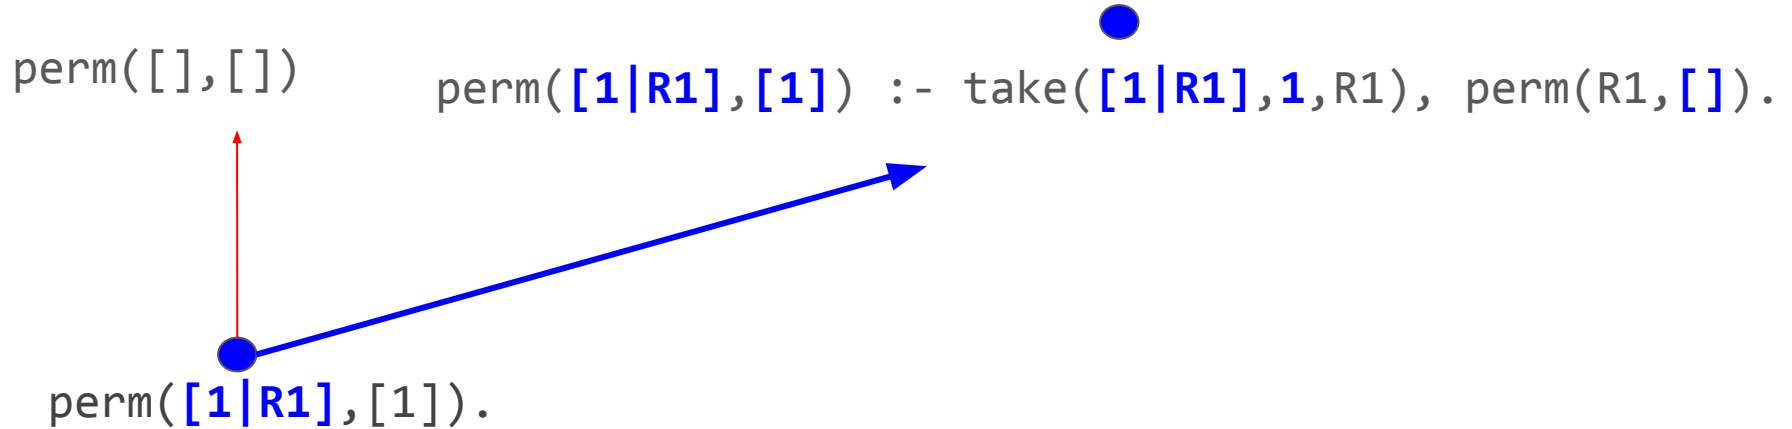 perm([],[])
perm([1|R1],[1]) :- take([1|R1],1,R1), perm(R1,[]).
perm([1|R1],[1]).